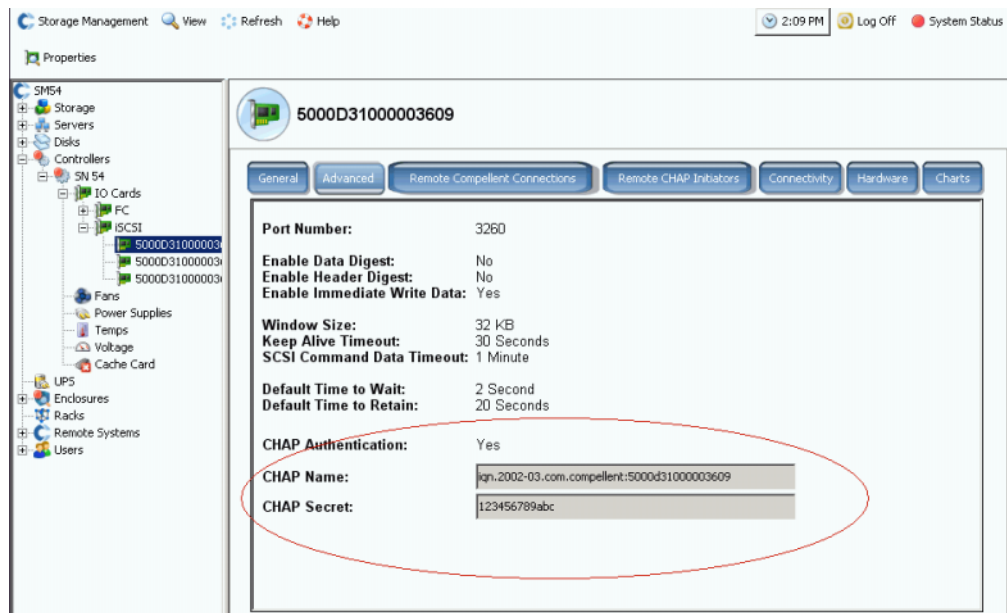 Storage Management View Refresh Help 2:09 PM Log Off System Status
Properties
SM54
Storage
Servers
Disks
Controllers
SN 54
IO Cards
FC
iSCSI
5000D31000003
5000D31000003
5000D31000003
Fans
Power Supplies
Temps
Voltage
Cache Card
UPS
Enclosures
Racks
Remote Systems
Users
5000D31000003609
General Advanced Remote Compellent Connections Remote CHAP Initiators Connectivity Hardware Charts
Port Number: 3260
Enable Data Digest: No
Enable Header Digest: No
Enable Immediate Write Data: Yes
Window Size: 32 KB
Keep Alive Timeout: 30 Seconds
SCSI Command Data Timeout: 1 Minute
Default Time to Wait: 2 Second
Default Time to Retain: 20 Seconds
CHAP Authentication: Yes
CHAP Name: iqn.2002-03.com.compellent:5000d31000003609
CHAP Secret: 123456789abc